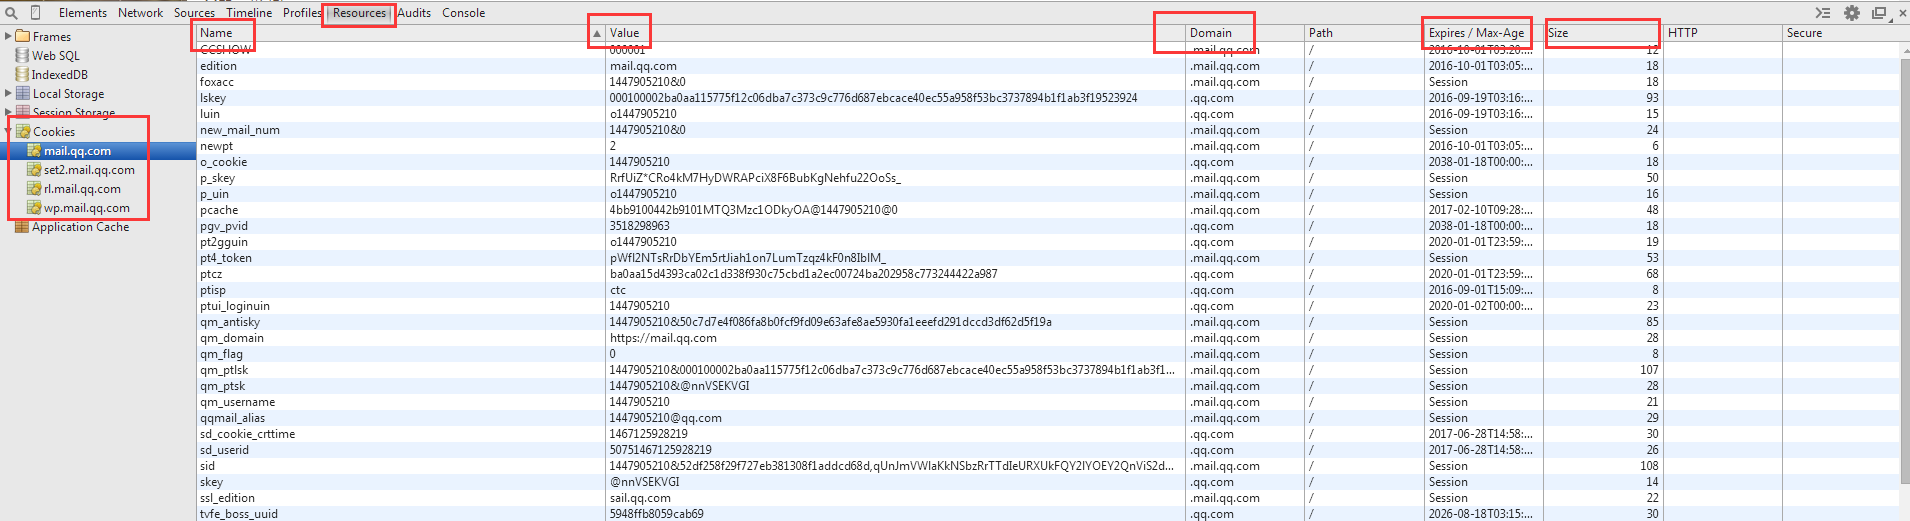 Elements Network Sources Timeline Profiles Resources Audits Console
Frames
Web SQL
IndexedDB
Local Storage
Session Storage
Cookies
mail.qq.com
set2.mail.qq.com
rl.mail.qq.com
wp.mail.qq.com
Application Cache
Name Value Domain Path Expires / Max-Age Size HTTP Secure
CCSHOW 000001 .mail.qq.com / 2016-10-01T03:20:... 12
edition mail.qq.com .mail.qq.com / 2016-10-01T03:05:... 18
foxacc 1447905210&0 .mail.qq.com / Session 18
lskey 000100002ba0aa115775f12c06dba7c373c9c776d687ebcace40ec55a958f53bc3737894b1f1ab3f19523924 .qq.com / 2016-09-19T03:16:... 93
luin o1447905210 .qq.com / 2016-09-19T03:16:... 15
new_mail_num 1447905210&0 .mail.qq.com / Session 24
newpt 2 .mail.qq.com / 2016-10-01T03:05:... 6
o_cookie 1447905210 .qq.com / 2038-01-18T00:00:... 18
p_skey RrfUiZ*CRo4kM7HyDWRAPciX8F6BubKgNehfu22OoSs_ .mail.qq.com / Session 50
p_uin o1447905210 .mail.qq.com / Session 16
pcache 4bb9100442b9101MTQ3Mzc1ODkyOA@1447905210@0 .mail.qq.com / 2017-02-10T09:28:... 48
pgv_pvid 3518298963 .qq.com / 2038-01-18T00:00:... 18
pt2gguin o1447905210 .qq.com / 2020-01-01T23:59:... 19
pt4_token pWfl2NTsRrDbYEm5rtJiah1on7LumTzqz4kF0n8IbIM_ .mail.qq.com / Session 53
ptcz ba0aa15d4393ca02c1d338f930c75cbd1a2ec00724ba202958c773244422a987 .qq.com / 2020-01-01T23:59:... 68
ptisp ctc .qq.com / 2016-09-01T15:09:... 8
ptui_loginuin 1447905210 .qq.com / 2020-01-02T00:00:... 23
qm_antisky 1447905210&50c7d7e4f086fa8b0fcf9fd09e63afe8ae5930fa1eeefd291dccd3df62d5f19a .mail.qq.com / Session 85
qm_domain https://mail.qq.com .mail.qq.com / Session 28
qm_flag 0 .mail.qq.com / Session 8
qm_ptlsk 1447905210&000100002ba0aa115775f12c06dba7c373c9c776d687ebcace40ec55a958f53bc3737894b1f1ab3f1... .mail.qq.com / Session 107
qm_ptsk 1447905210&@nnVSEKVGI .mail.qq.com / Session 28
qm_username 1447905210 .mail.qq.com / Session 21
qqmail_alias 1447905210@qq.com .mail.qq.com / Session 29
sd_cookie_crttime 1467125928219 .qq.com / 2017-06-28T14:58:... 30
sd_userid 50751467125928219 .qq.com / 2017-06-28T14:58:... 26
sid 1447905210&52df258f29f727eb381308f1addcd68d,qUnJmVWlaKkNSbzRrTTdIeURXUkFQY2lYOEY2QnViS2d... .mail.qq.com / Session 108
skey @nnVSEKVGI .qq.com / Session 14
ssl_edition sail.qq.com .mail.qq.com / Session 22
tvfe_boss_uuid 5948ffb8059cab69 .qq.com / 2026-08-18T03:15:... 30